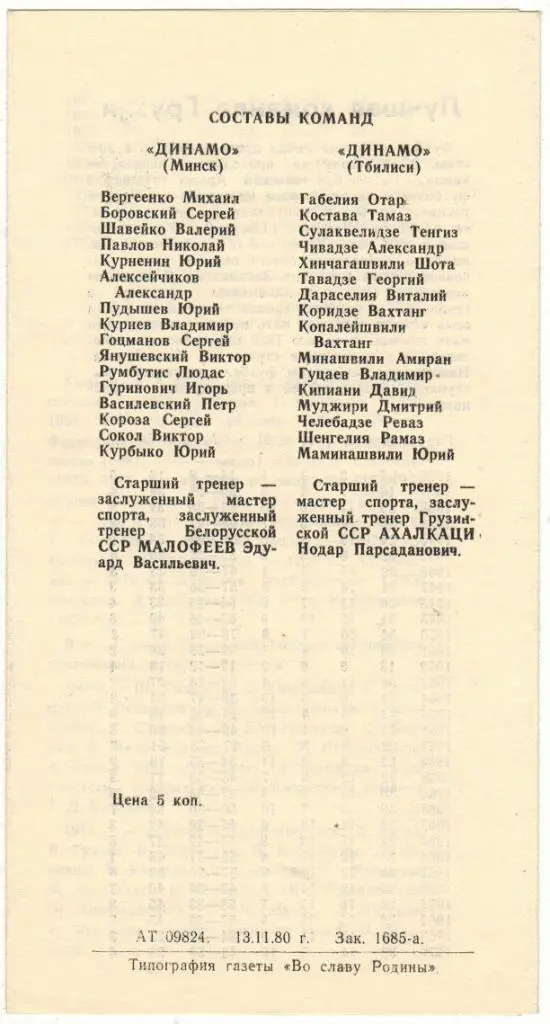 СОСТАВЫ КОМАНД
«ДИНАМО»
(Минск)
Вергеенко Михаил
Боровский Сергей
Шавейко Валерий
Павлов Николай
Курненин Юрий
Алексейчиков
Александр
Пудышев Юрий
Курнев Владимир
Гоцманов Сергей
Янушевский Виктор
Румбутис Людас
Гуринович Игорь
Василевский Петр
Короза Сергей
Сокол Виктор
Курбыко Юрий
Старший тренер —
заслуженный мастер
спорта, заслуженный
тренер Белорусской
ССР МАЛОФЕЕВ Эду-
ард Васильевич.
«ДИНАМО»
(Тбилиси)
Габелия Отар
Костава Тамаз
Сулаквелидзе Тенгиз
Чивадзе Александр
Хинчагашвили Шота
Тавадзе Георгий
Дараселия Виталий
Коридзе Вахтанг
Копалейшвили
Вахтанг
Минашвили Амиран
Гуцаев Владимир
Кипиани Давид
Муджири Дмитрий
Челебадзе Реваз
Шенгелия Рамаз
Маминашвили Юрий
Старший тренер —
мастер спорта, заслу-
женный тренер Грузин-
ской ССР АХАЛКАЦИ
Нодар Парсаданович.
Цена 5 коп.
АТ 09824. 13.11.80 г. Зак. 1685-а.
Типография газеты «Во славу Родины».